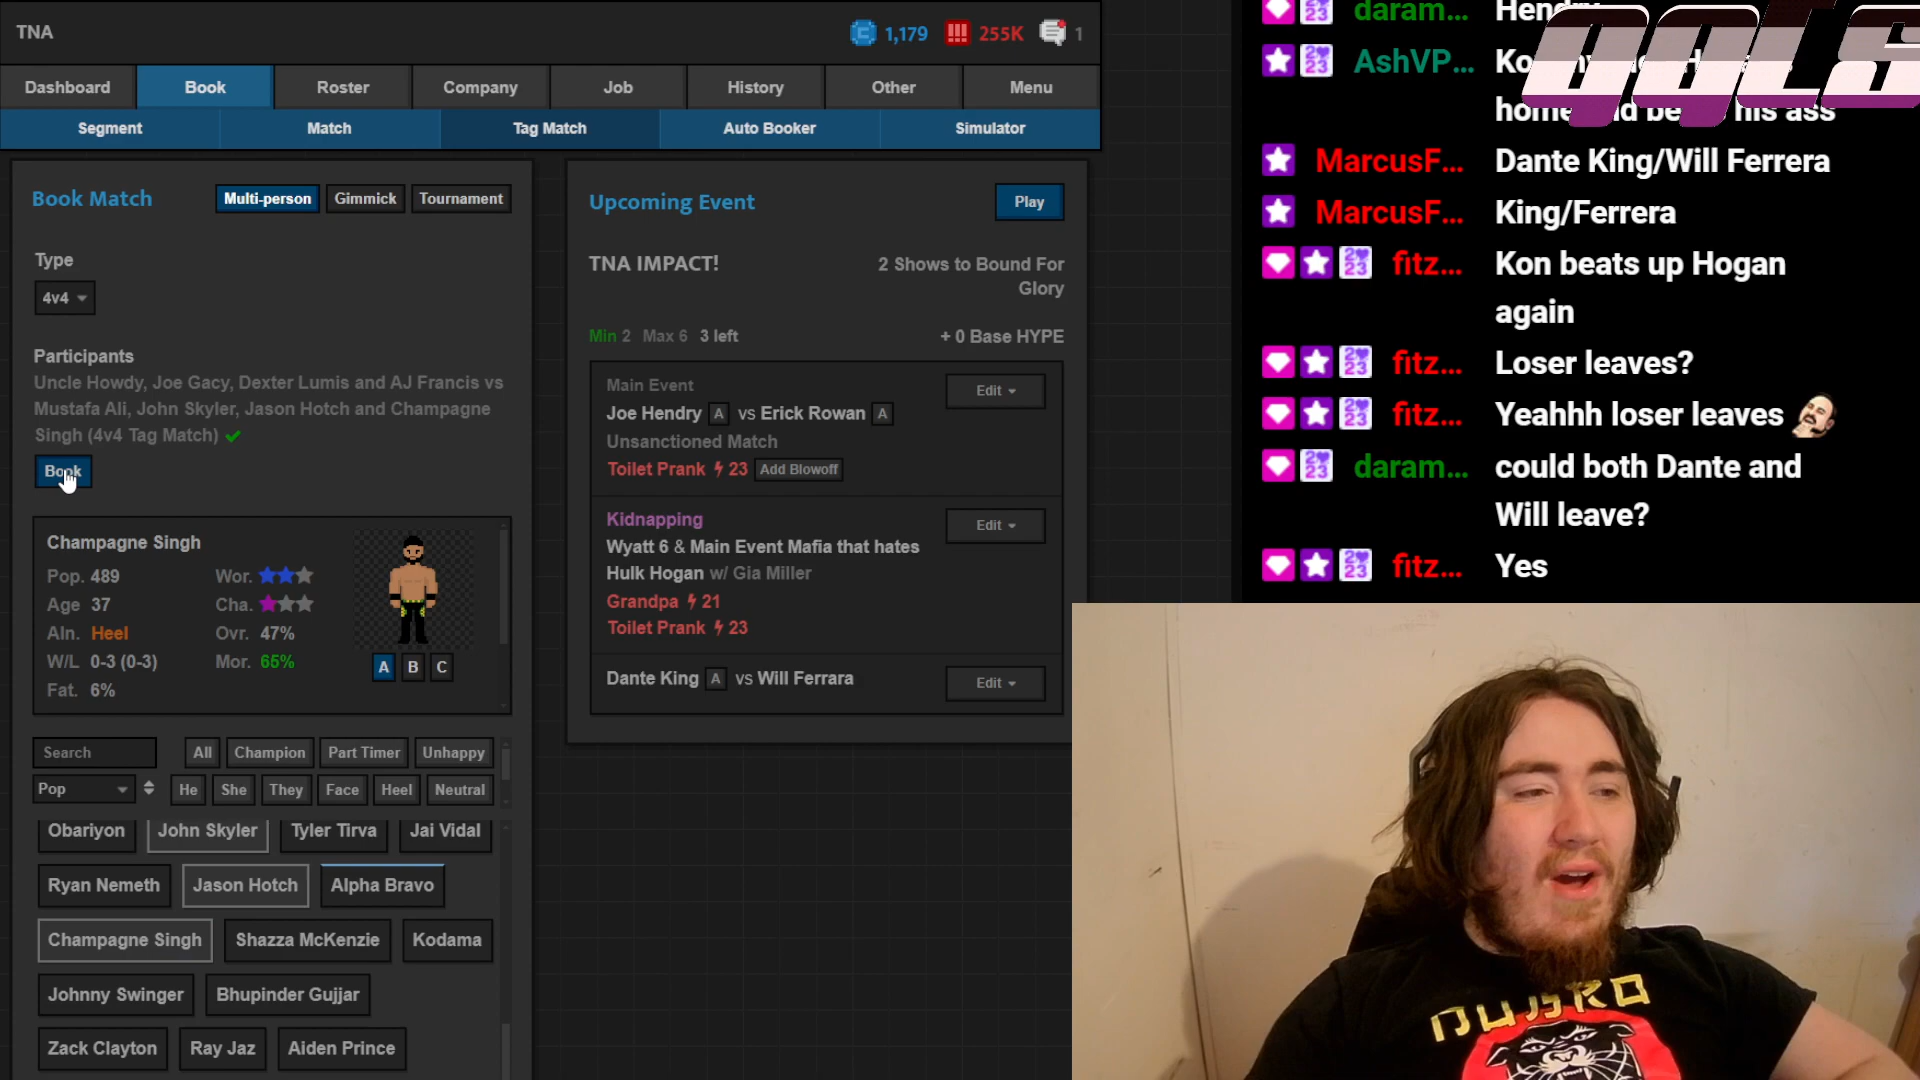 TNA
1,179
255K
1
Dashboard
Book
Roster
Company
Job
History
Other
Menu
Segment
Match
Tag Match
Auto Booker
Simulator
Book Match
Multi-person
Gimmick
Tournament
Type
4v4
Participants
Uncle Howdy, Joe Gacy, Dexter Lumis and AJ Francis vs
Mustafa Ali, John Skyler, Jason Hotch and Champagne
Singh (4v4 Tag Match)
Book
Champagne Singh
Pop. 489
Wor.
Age 37
Cha.
Aln. Heel
Ovr. 47%
W/L 0-3 (0-3)
Mor. 65%
Fat. 6%
A
B
C
Search
All
Champion
Part Timer
Unhappy
Pop
He
She
They
Face
Heel
Neutral
Obariyon
John Skyler
Tyler Tirva
Jai Vidal
Ryan Nemeth
Jason Hotch
Alpha Bravo
Champagne Singh
Shazza McKenzie
Kodama
Johnny Swinger
Bhupinder Gujjar
Zack Clayton
Ray Jaz
Aiden Prince
Upcoming Event
Play
TNA IMPACT!
2 Shows to Bound For
Glory
Min 2 Max 6 3 left
+ 0 Base HYPE
Main Event
Edit
Joe Hendry A vs Erick Rowan A
Unsanctioned Match
Toilet Prank 23 Add Blowoff
Kidnapping
Edit
Wyatt 6 & Main Event Mafia that hates
Hulk Hogan w/ Gia Miller
Grandpa 21
Toilet Prank 23
Dante King A vs Will Ferrara
Edit
daram... Hendry
AshVP...
his ass
MarcusF... Dante King/Will Ferrera
MarcusF... King/Ferrera
fitz... Kon beats up Hogan
again
fitz... Loser leaves?
fitz... Yeahhh loser leaves
daram... could both Dante and
Will leave?
fitz... Yes